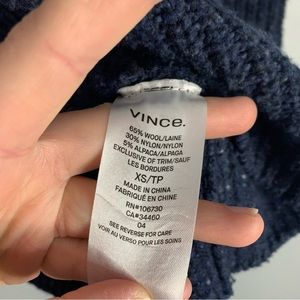 VINCE.
65% WOOL/LAINE
30% NYLON/NYLON
5% ALPACA/ALPAGA
EXCLUSIVE OF TRIM/SAUF
LES BORDURES
XS/TP
MADE IN CHINA
FABRIQUÉ EN CHINE
RN#106730
CA#34460
04
SEE REVERSE FOR CARE
VOIR AU VERSO POUR LES SOINS